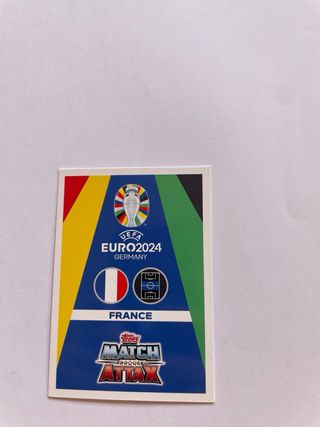 UEFA
EURO2024
GERMANY
FRANCE
Topps
MATCH
ATTAX